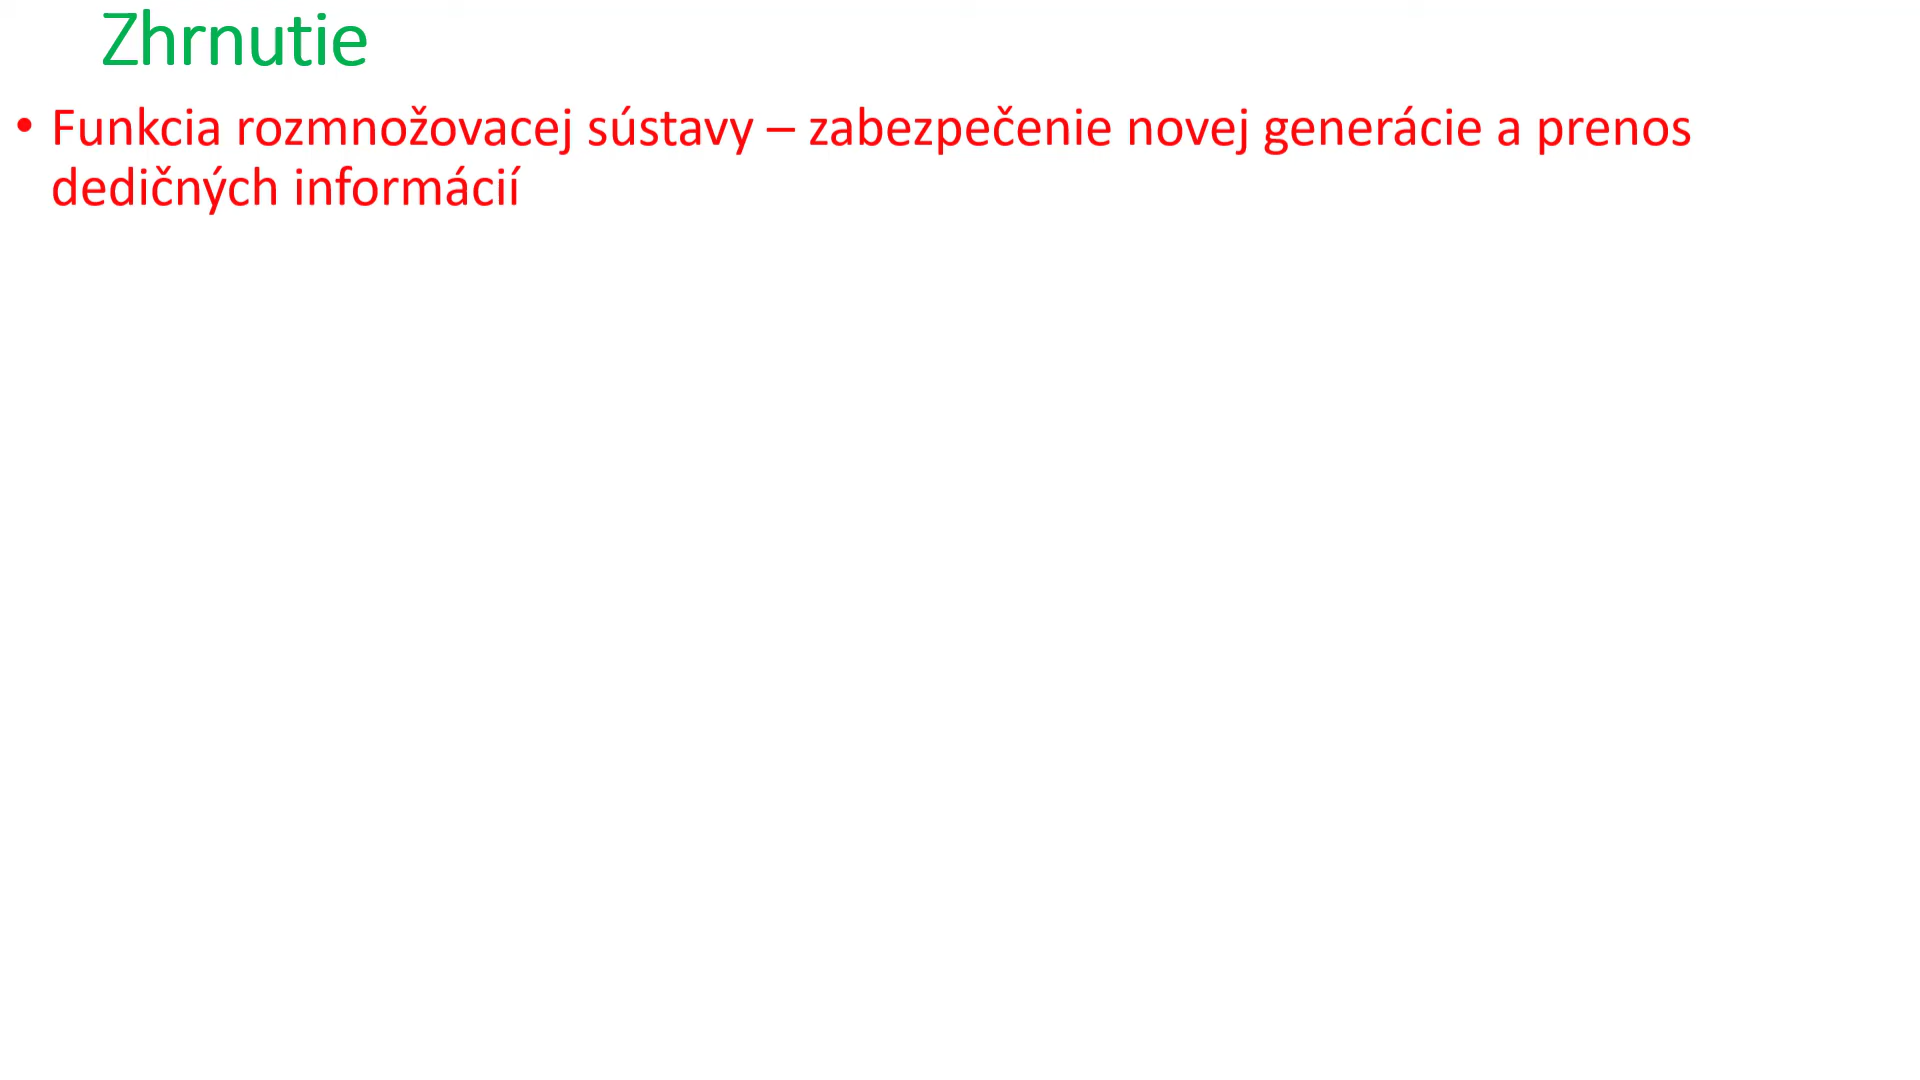 Zhrnutie
• Funkcia rozmnožovacej sústavy – zabezpečenie novej generácie a prenos
dedičných informácií